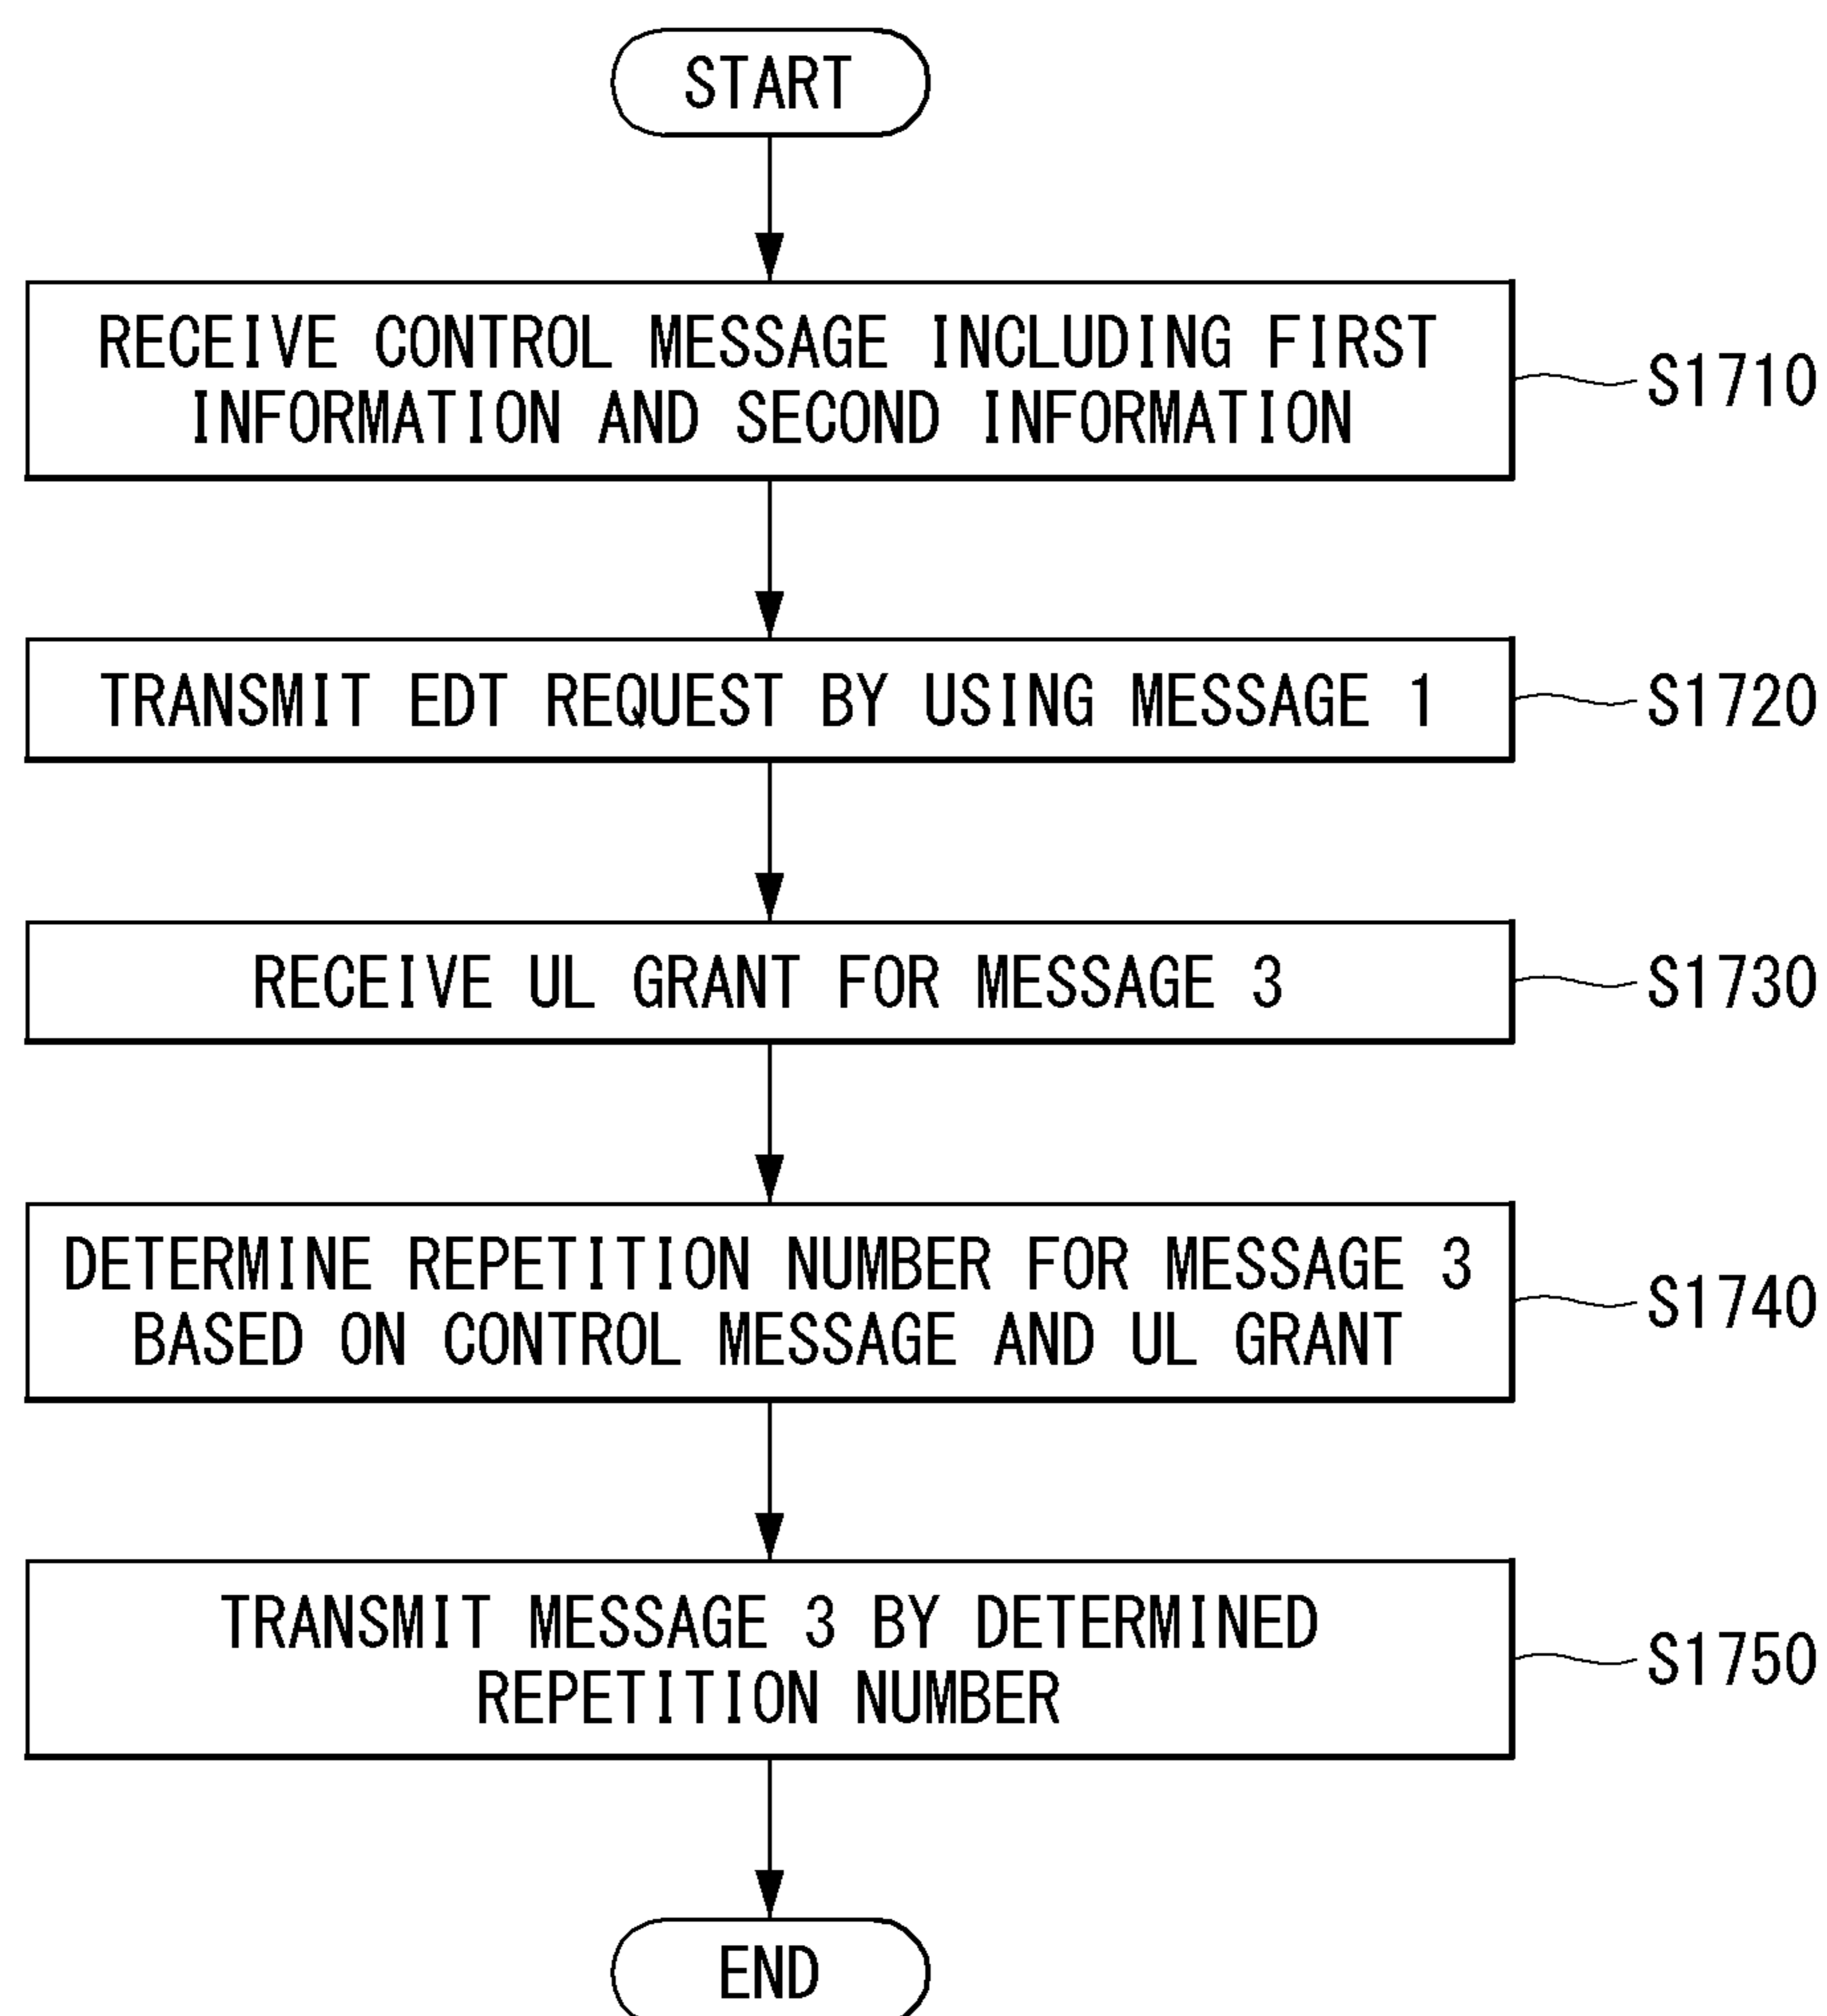 START
RECEIVE CONTROL MESSAGE INCLUDING FIRST
INFORMATION AND SECOND INFORMATION
S1710
TRANSMIT EDT REQUEST BY USING MESSAGE 1
S1720
RECEIVE UL GRANT FOR MESSAGE 3
S1730
DETERMINE REPETITION NUMBER FOR MESSAGE 3
BASED ON CONTROL MESSAGE AND UL GRANT
S1740
TRANSMIT MESSAGE 3 BY DETERMINED
REPETITION NUMBER
S1750
END